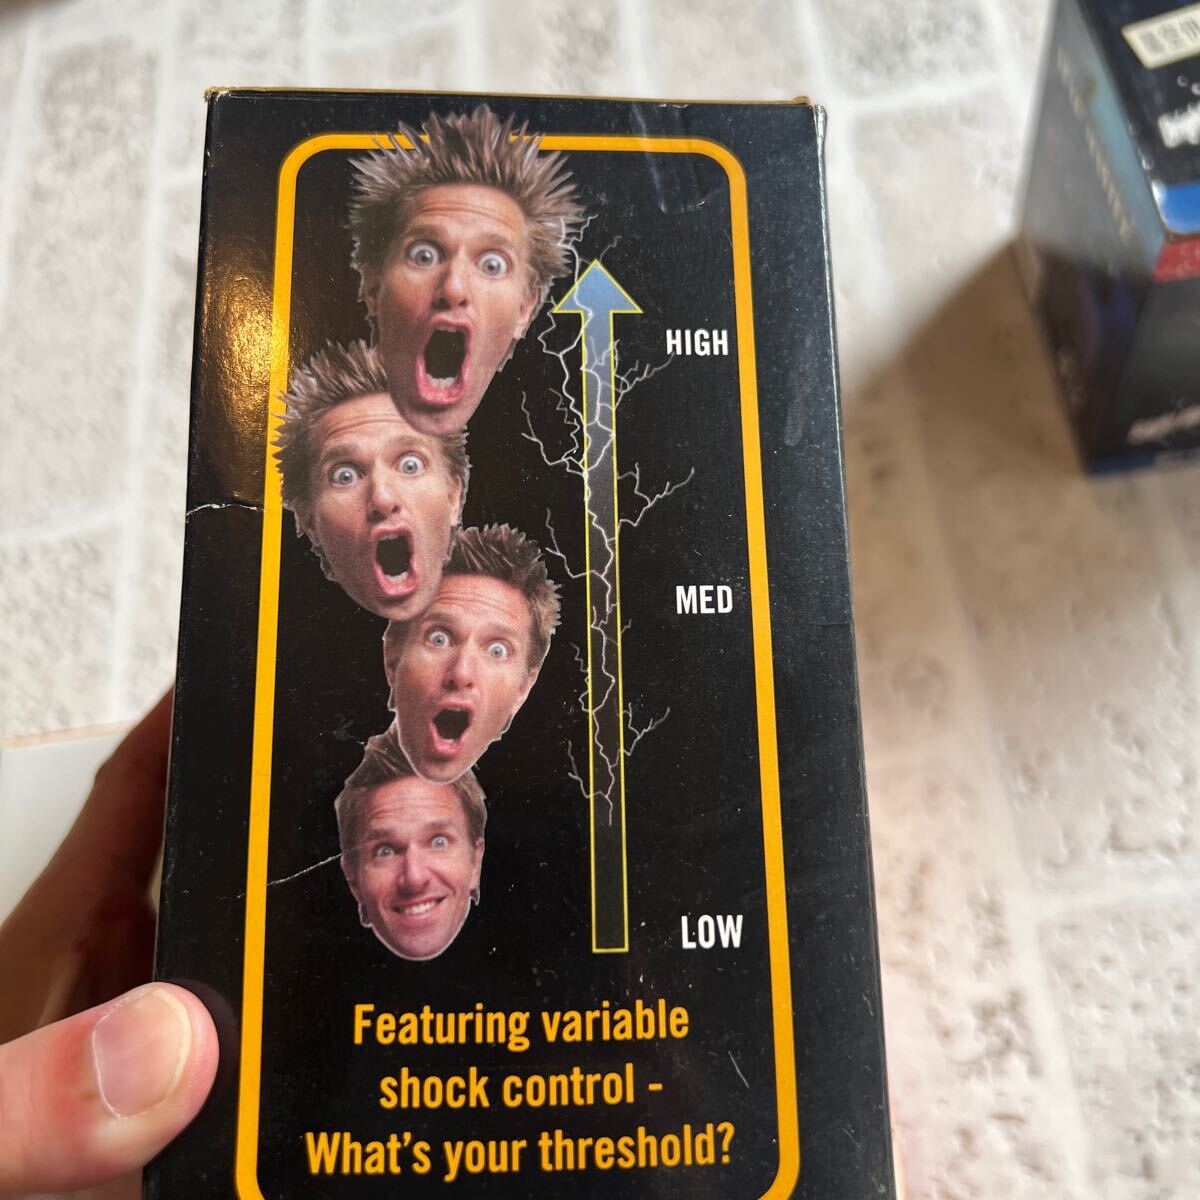 HIGH
MED
LOW
Featuring variable
shock control -
What's your threshold?